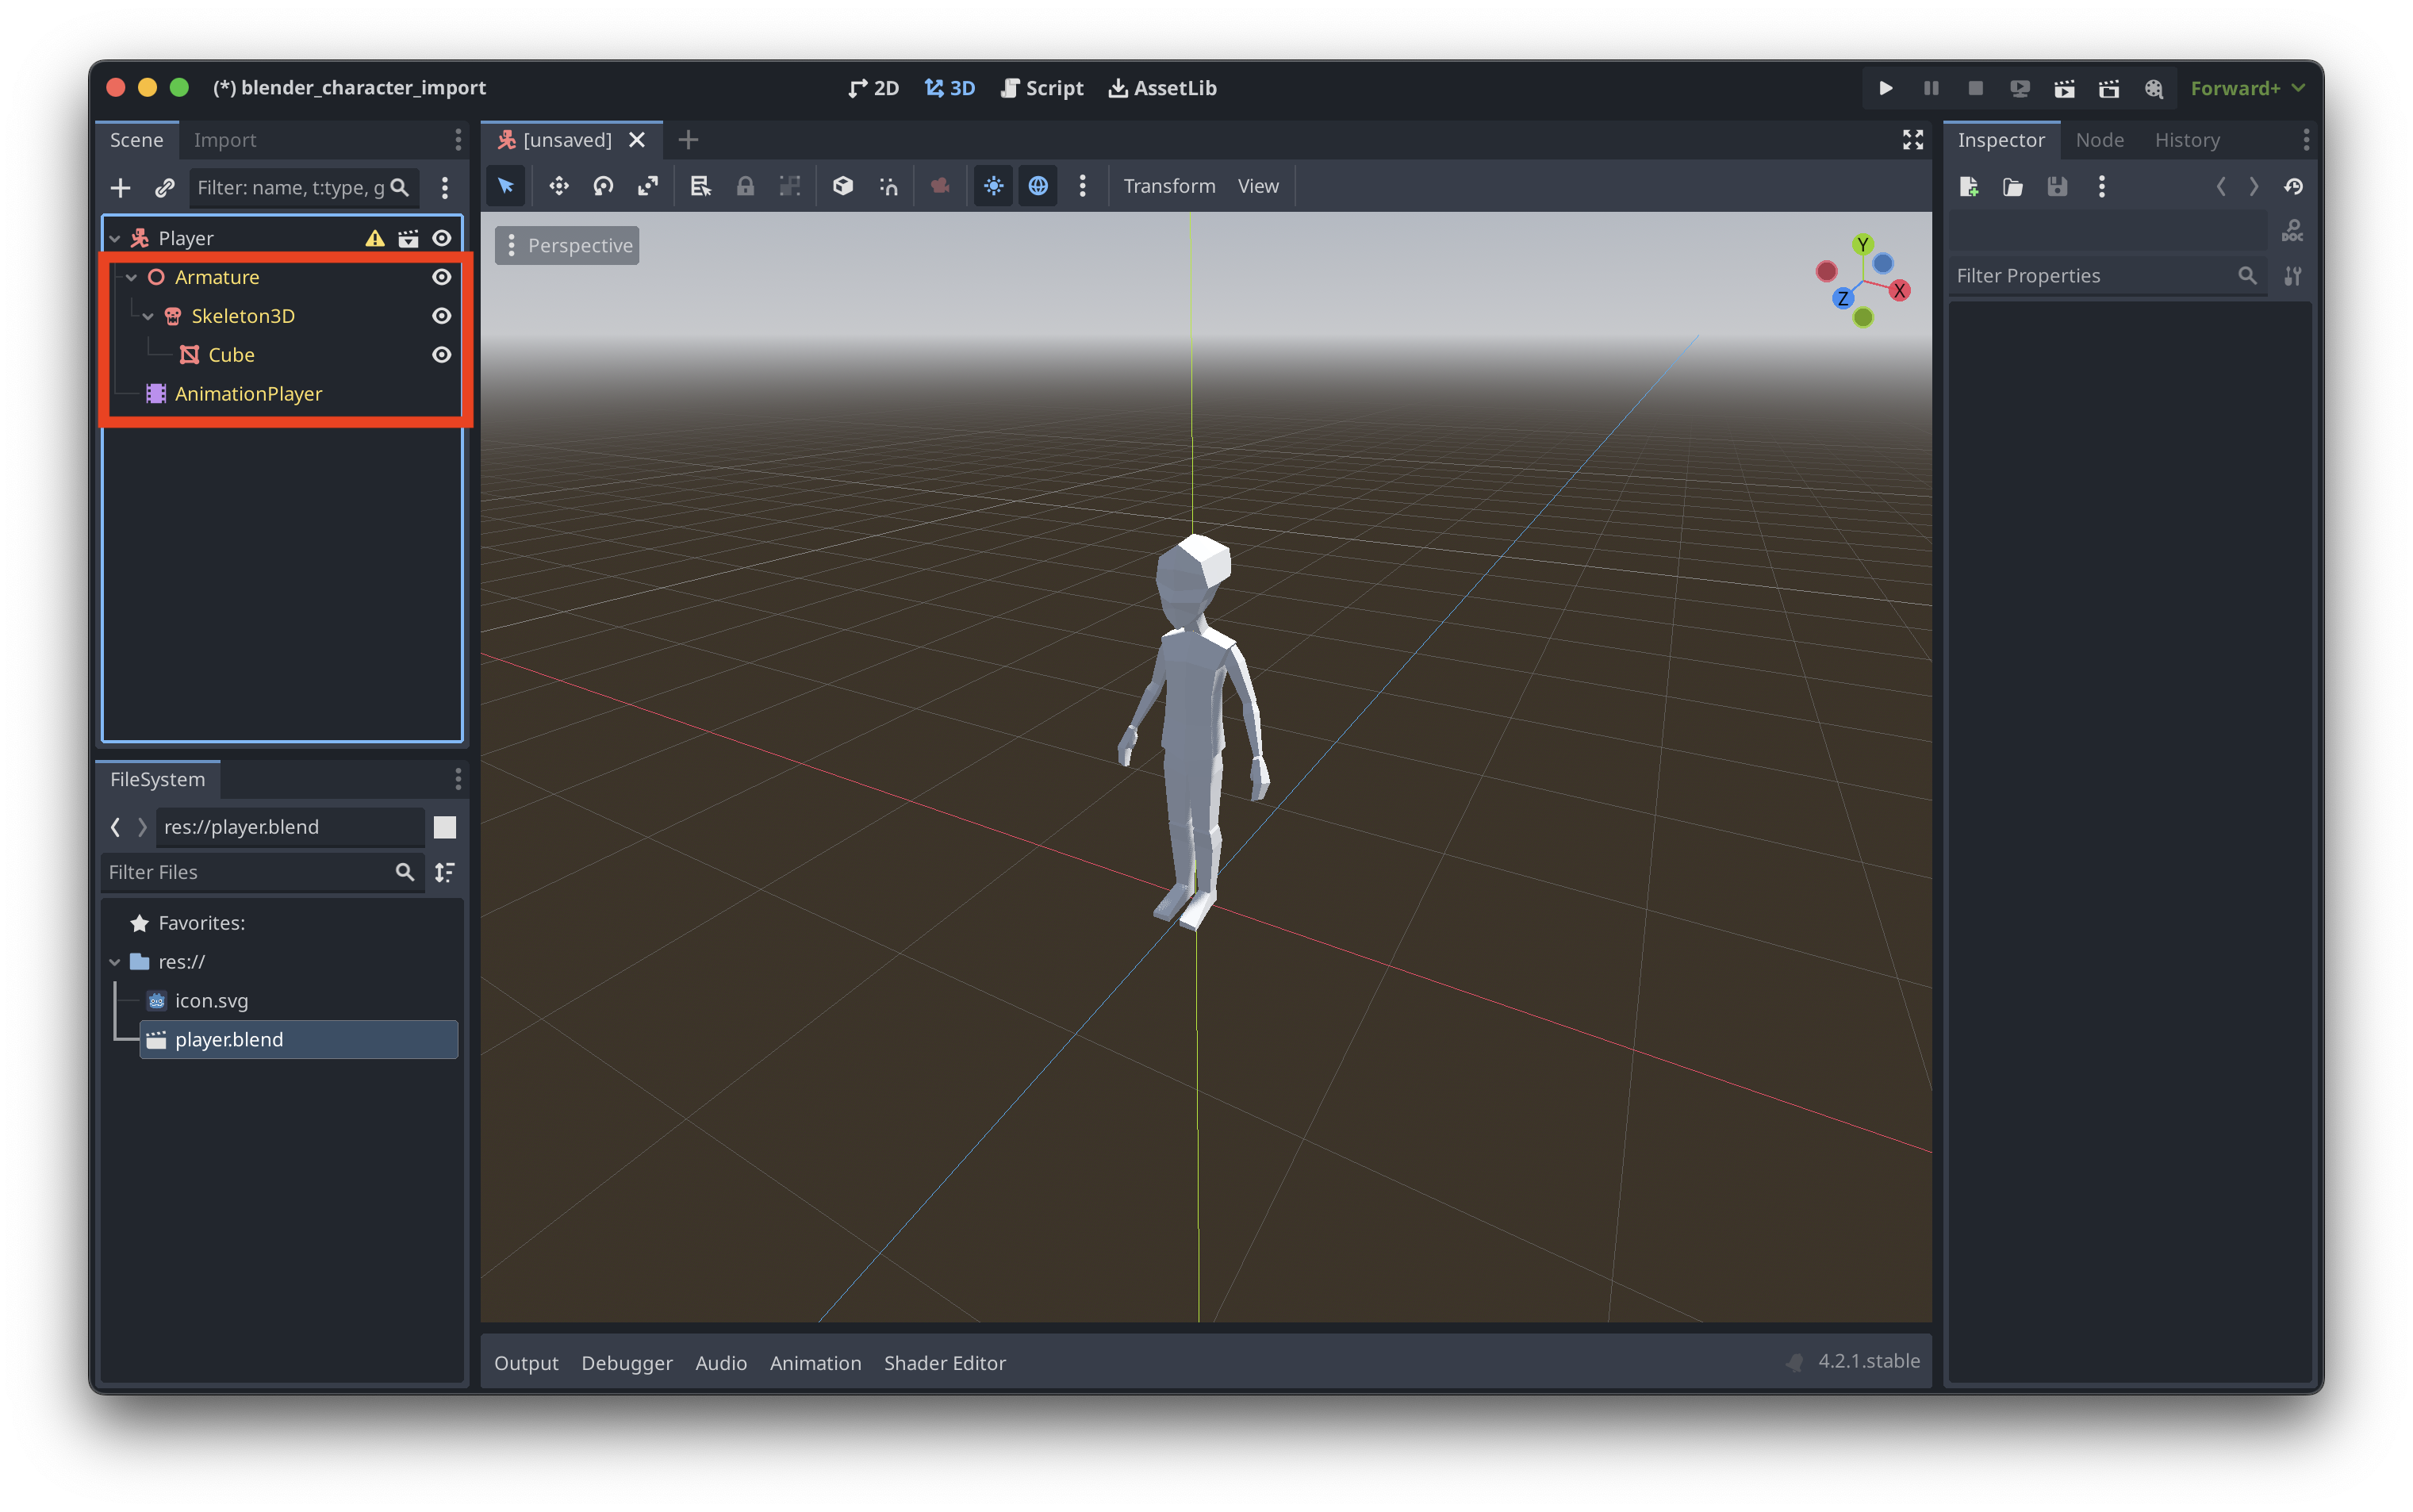 (*) blender_character_import
2D
3D
Script
AssetLib
Forward+
Scene
Import
[unsaved]
Inspector
Node
History
Filter: name, t:type, g
Transform
View
Player
Armature
Skeleton3D
Cube
AnimationPlayer
Perspective
Y
X
Z
DOC
Filter Properties
FileSystem
res://player.blend
Filter Files
Favorites:
res://
icon.svg
player.blend
Output
Debugger
Audio
Animation
Shader Editor
4.2.1.stable